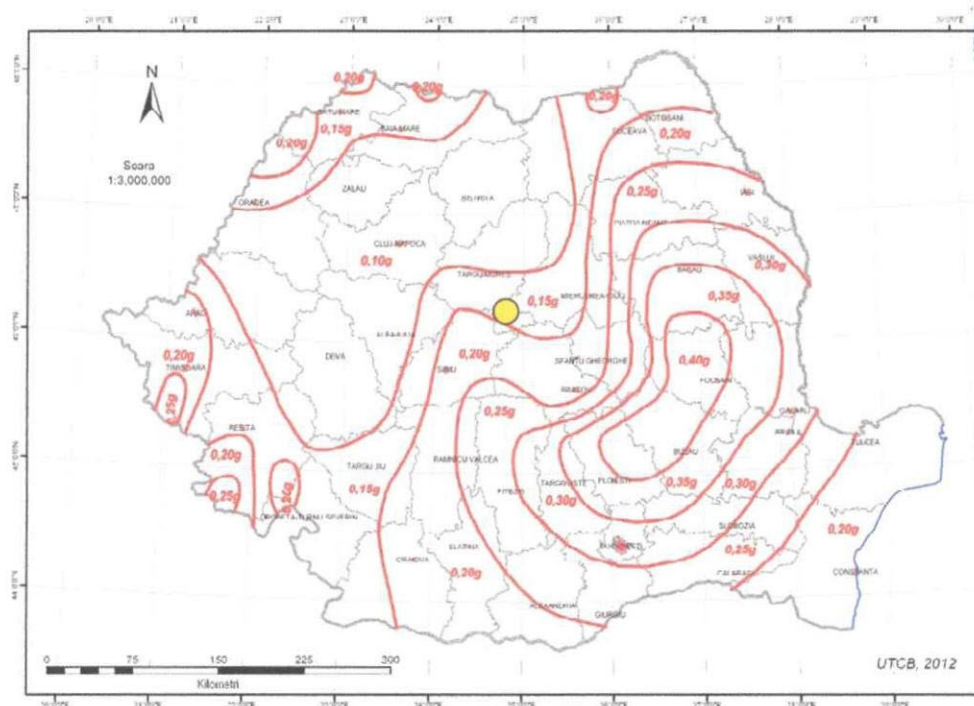 N
Scara
1:3,000,000
0,20g
0,20g
0,20g
SATU MARE
0,15g
BAIA MARE
0,20g
SUCEAVA
BOTOSANI
0,20g
ZALAU
BISTRITA
0,25g
IASI
ORADEA
PIATRA NEAMT
CLUJ-NAPOCA
0,10g
VASLUI
0,30g
TARGU MURES
BACAU
0,15g
MIERCUREA CIUC
0,35g
ARAD
ALBA IULIA
0,20g
TIMISOARA
DEVA
SIBIU
0,20g
SFANTU GHEORGHE
0,40g
BRASOV
FOCSANI
0,25g
0,25g
GALATI
RESITA
BRAILA
TULCEA
0,20g
TARGU JIU
RAMNICU VALCEA
BUZAU
0,25g
0,20g
0,15g
PITESTI
TARGOVISTE
PLOIESTI
0,35g
0,30g
0,30g
DROBETA-TURNU SEVERIN
SLOBOZIA
0,20g
CRAIOVA
SLATINA
BUCURESTI
0,25g
0,20g
CALARASI
CONSTANTA
ALEXANDRIA
GIURGIU
0 75 150 225 300
Kilometri
UTCB, 2012